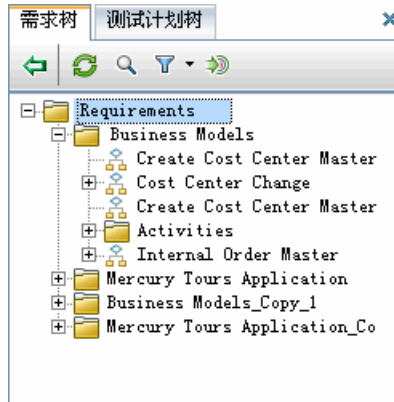 需求树 测试计划树
Requirements
Business Models
Create Cost Center Master
Cost Center Change
Create Cost Center Master
Activities
Internal Order Master
Mercury Tours Application
Business Models_Copy_1
Mercury Tours Application_Co